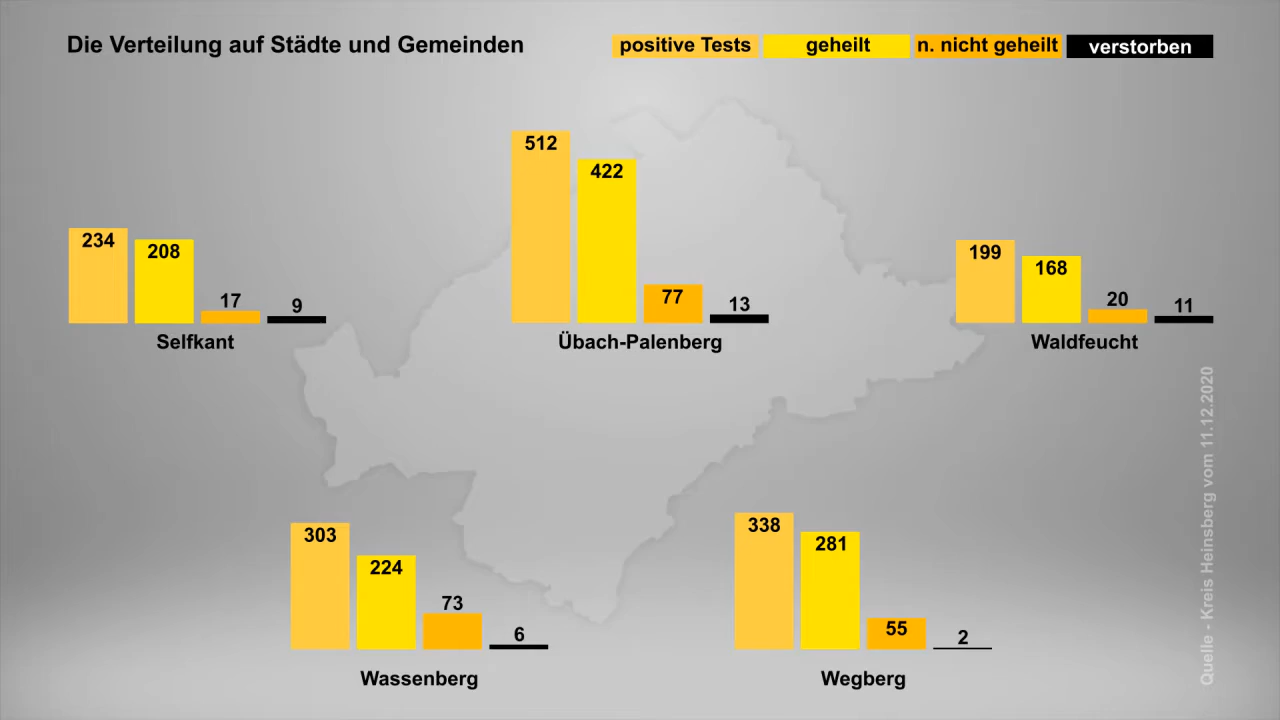 Die Verteilung auf Städte und Gemeinden
positive Tests
geheilt
n. nicht geheilt
verstorben
234
208
17
9
Selfkant
512
422
77
13
Übach-Palenberg
199
168
20
11
Waldfeucht
303
224
73
6
Wassenberg
338
281
55
2
Wegberg
Quelle - Kreis Heinsberg vom 11.12.2020